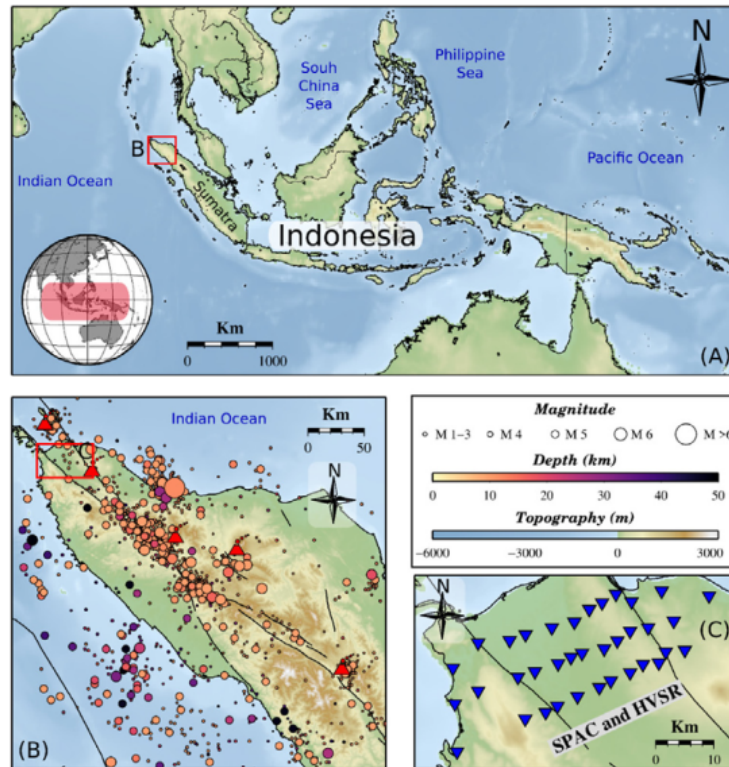 Philippine
Sea
Souh
China
Sea
N
B
Pacific Ocean
Indian Ocean
Sumatra
Indonesia
Km
0 1000
(A)
Indian Ocean
Km
0 50
N
(B)
Magnitude
M 1–3 M 4 M 5 M 6 M >6
Depth (km)
0 10 20 30 40 50
Topography (m)
−6000 −3000 0 3000
N
(C)
SPAC and HVSR
Km
0 10